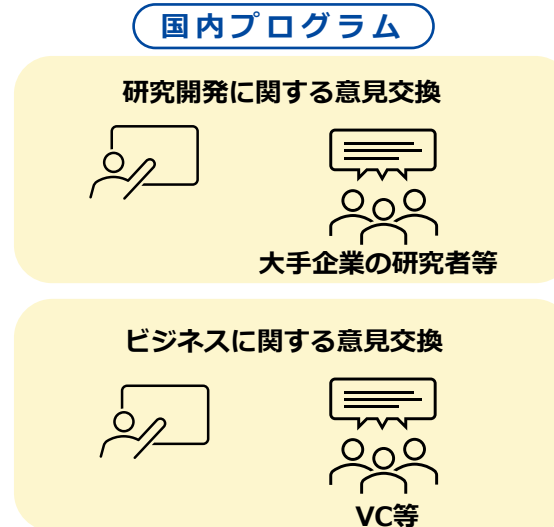 国内プログラム
研究開発に関する意見交換
大手企業の研究者等
ビジネスに関する意見交換
VC等